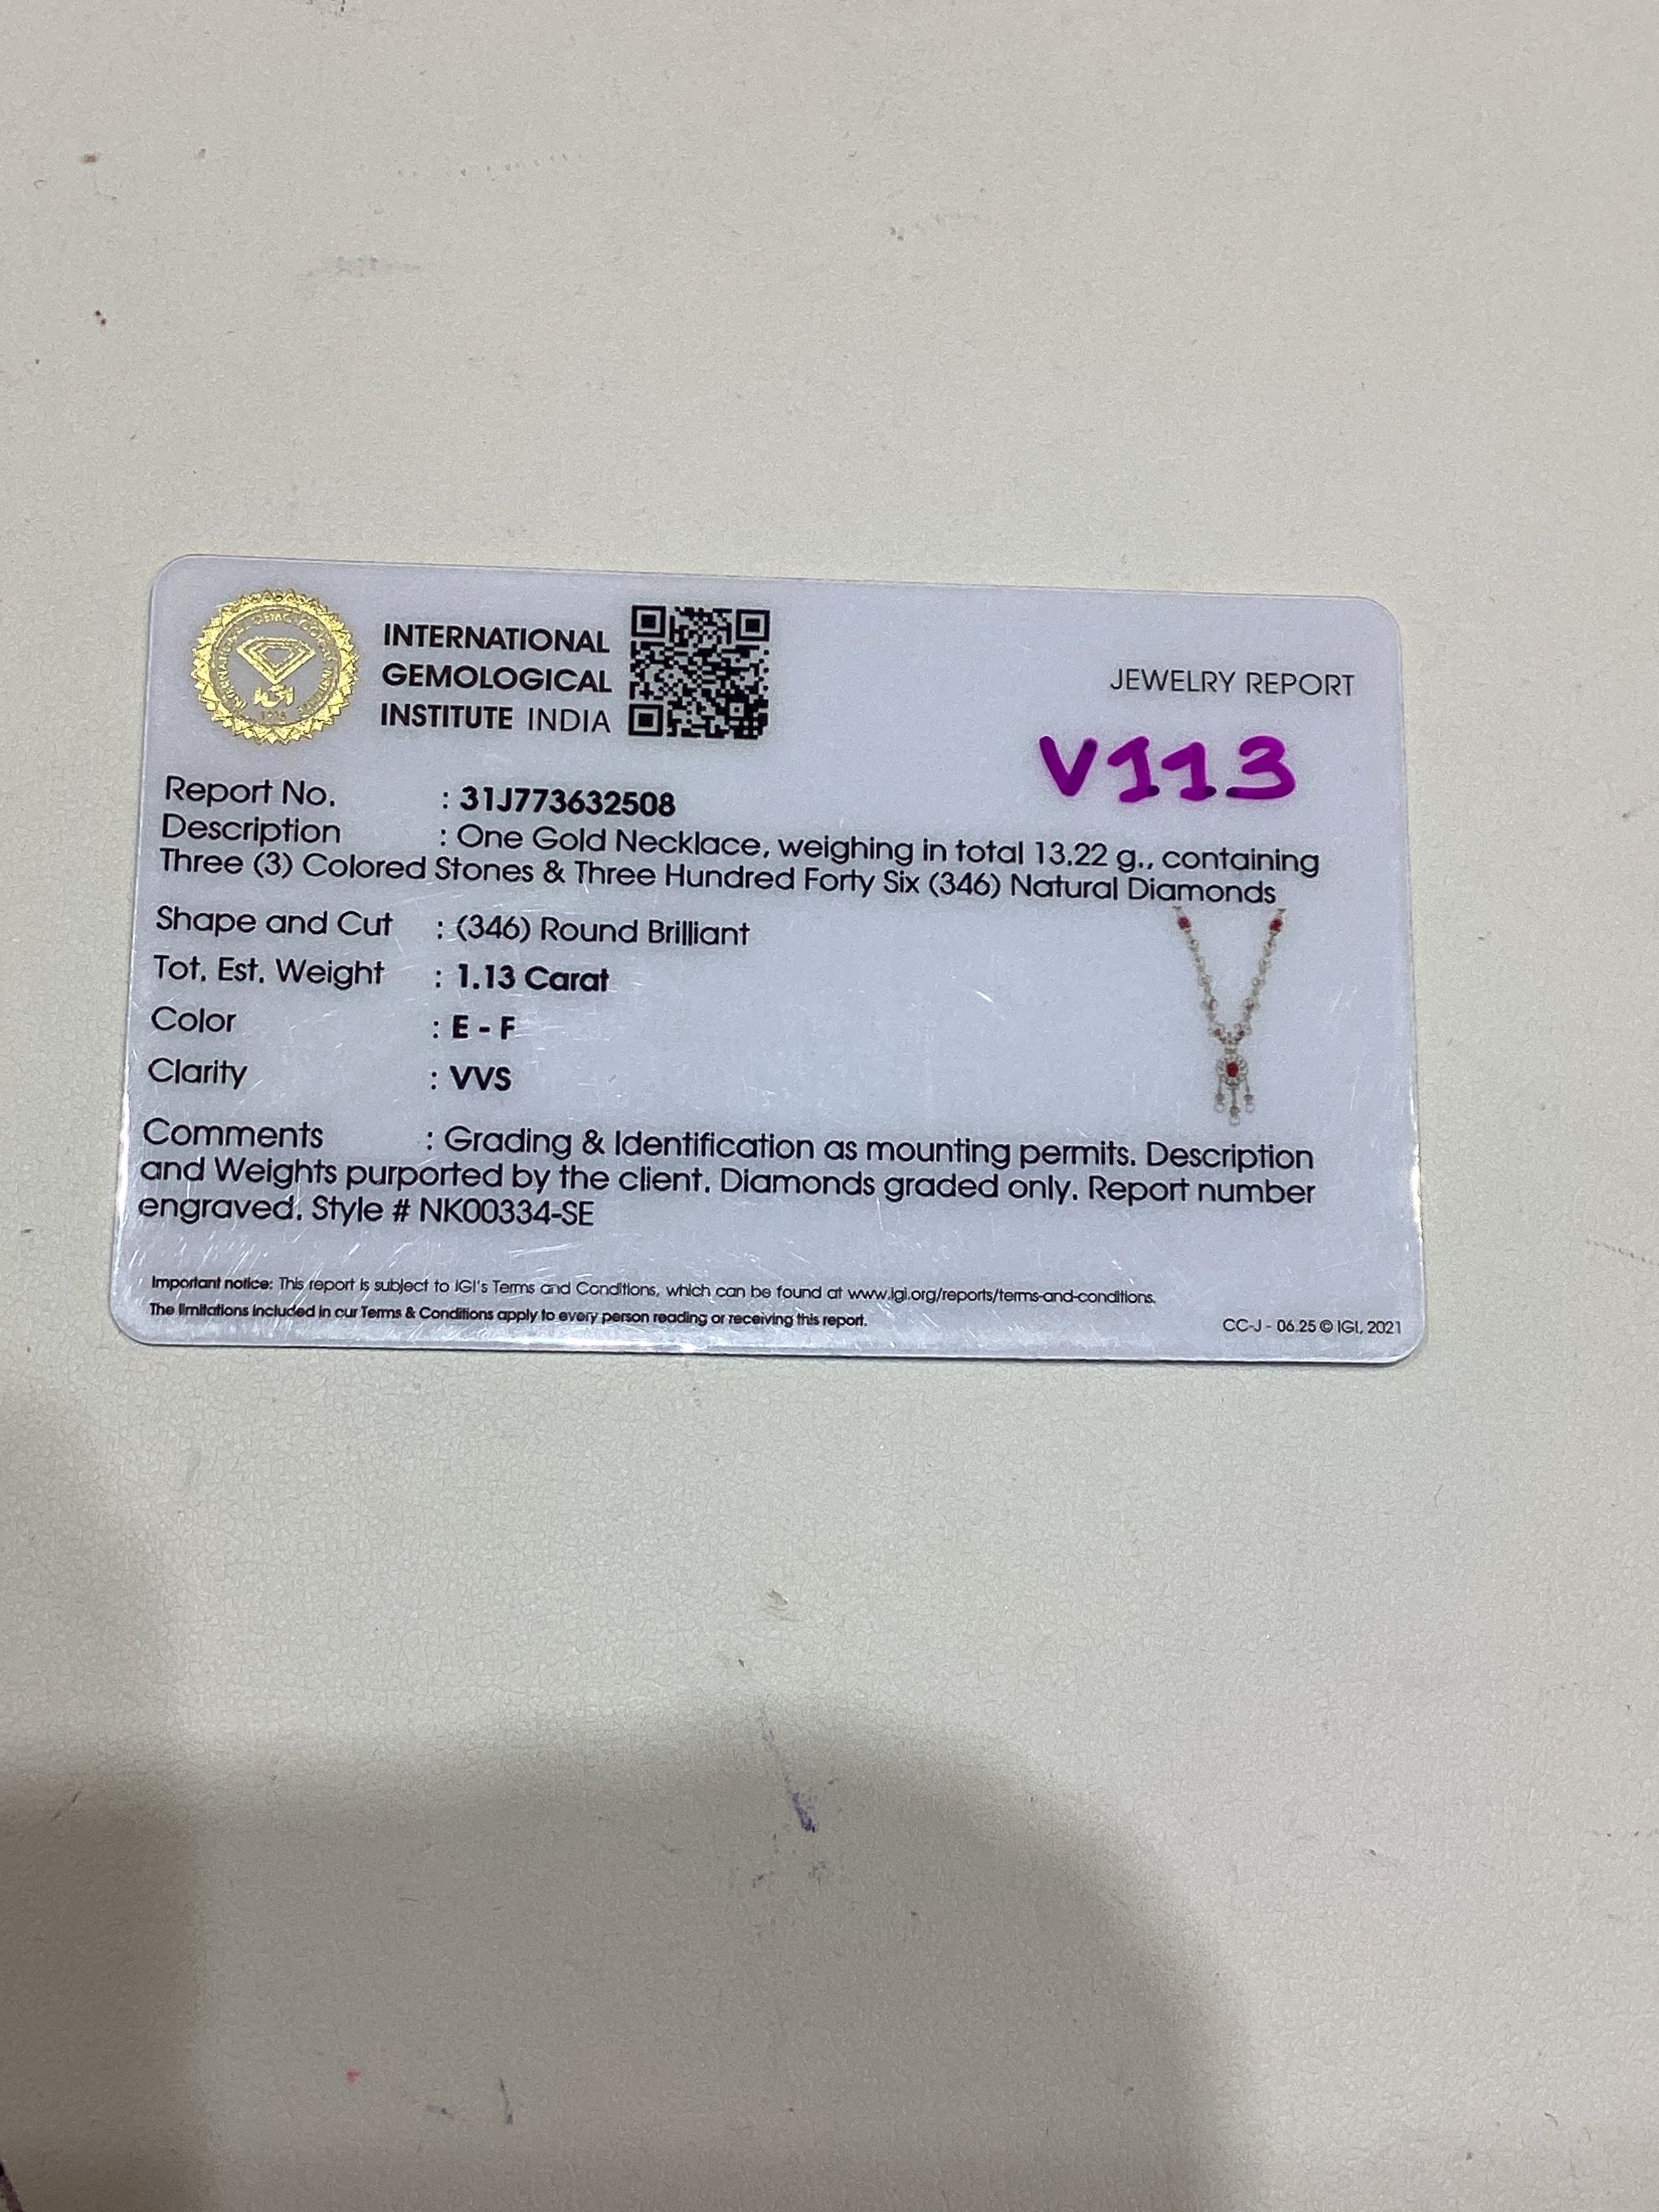 INTERNATIONAL
GEMOLOGICAL
INSTITUTE INDIA
IGI
JEWELRY REPORT
V113
Report No. : 31J773632508
Description : One Gold Necklace, weighing in total 13.22 g., containing
Three (3) Colored Stones & Three Hundred Forty Six (346) Natural Diamonds
Shape and Cut : (346) Round Brilliant
Tot. Est. Weight : 1.13 Carat
Color : E - F
Clarity : VVS
Comments : Grading & Identification as mounting permits. Description
and Weights purported by the client. Diamonds graded only. Report number
engraved. Style # NK00334-SE
Important notice: This report is subject to IGI's Terms and Conditions, which can be found at www.igi.org/reports/terms-and-conditions.
The limitations included in our Terms & Conditions apply to every person reading or receiving this report.
CC-J - 06.25 © IGI, 2021